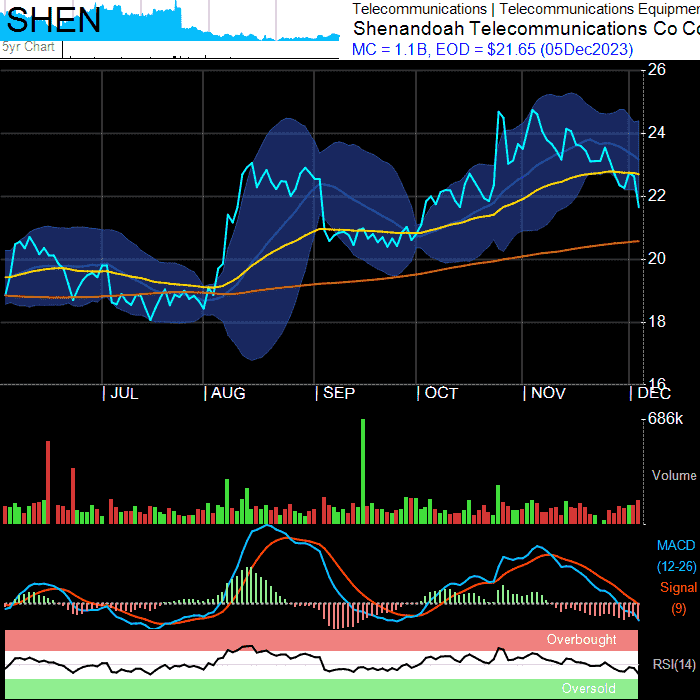 SHEN
5yr Chart
Telecommunications | Telecommunications Equipmen
Shenandoah Telecommunications Co Co
MC = 1.1B, EOD = $21.65 (05Dec2023)
26
24
22
20
18
16
| JUL | AUG | SEP | OCT | NOV | DEC
686k
Volume
MACD
(12-26)
Signal
(9)
Overbought
RSI(14)
Oversold